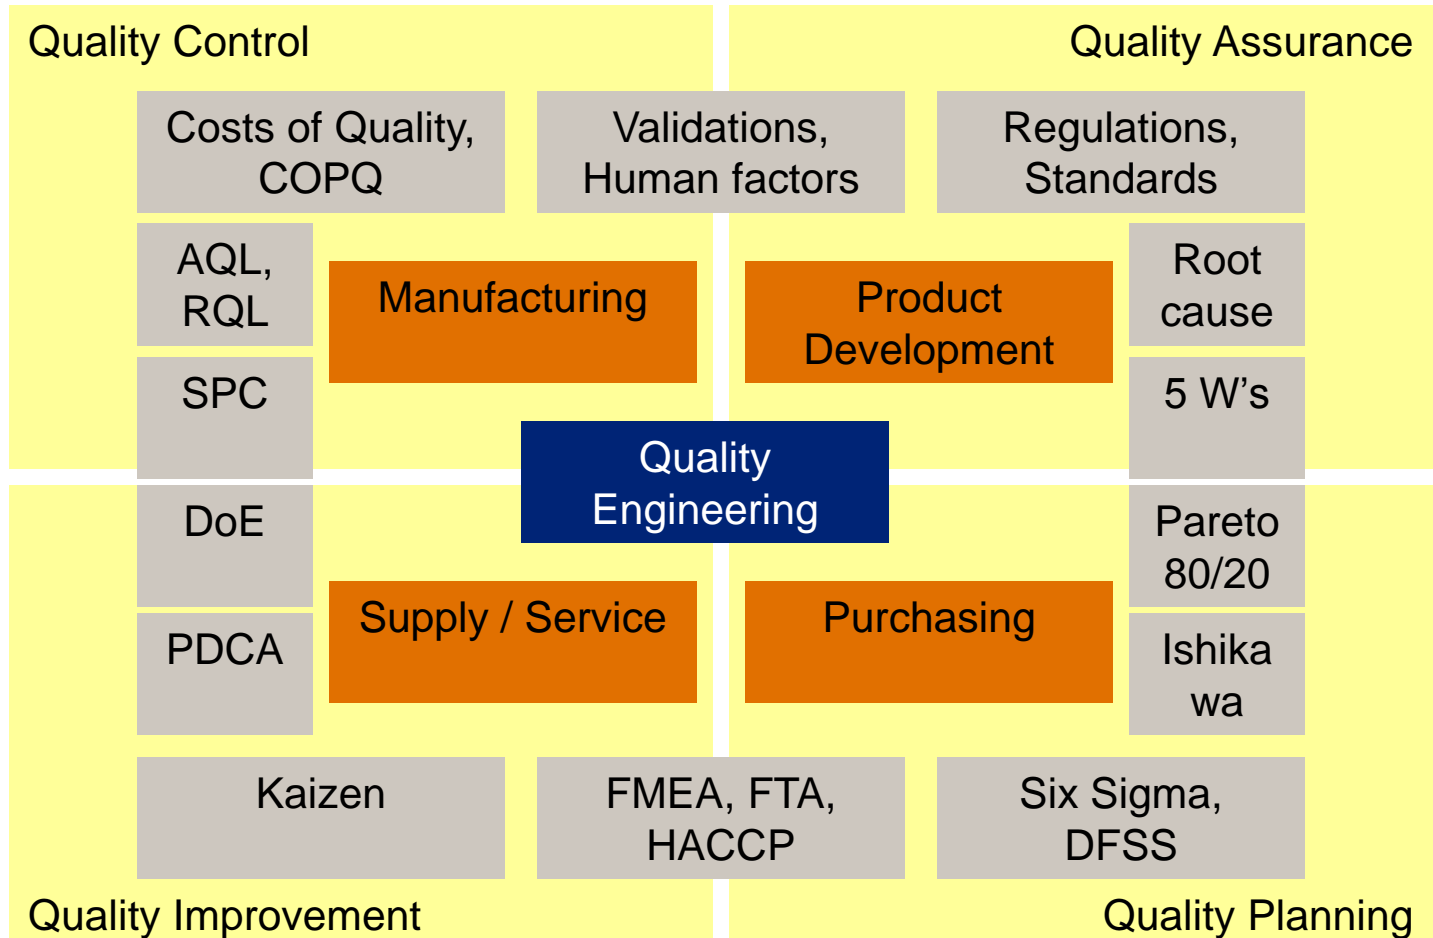 Quality Control
Quality Assurance
Costs of Quality,
COPQ
Validations,
Human factors
Regulations,
Standards
AQL,
RQL
Manufacturing
Product
Development
Root
cause
SPC
5 W’s
Quality
Engineering
DoE
Pareto
80/20
Supply / Service
Purchasing
PDCA
Ishika
wa
Kaizen
FMEA, FTA,
HACCP
Six Sigma,
DFSS
Quality Improvement
Quality Planning